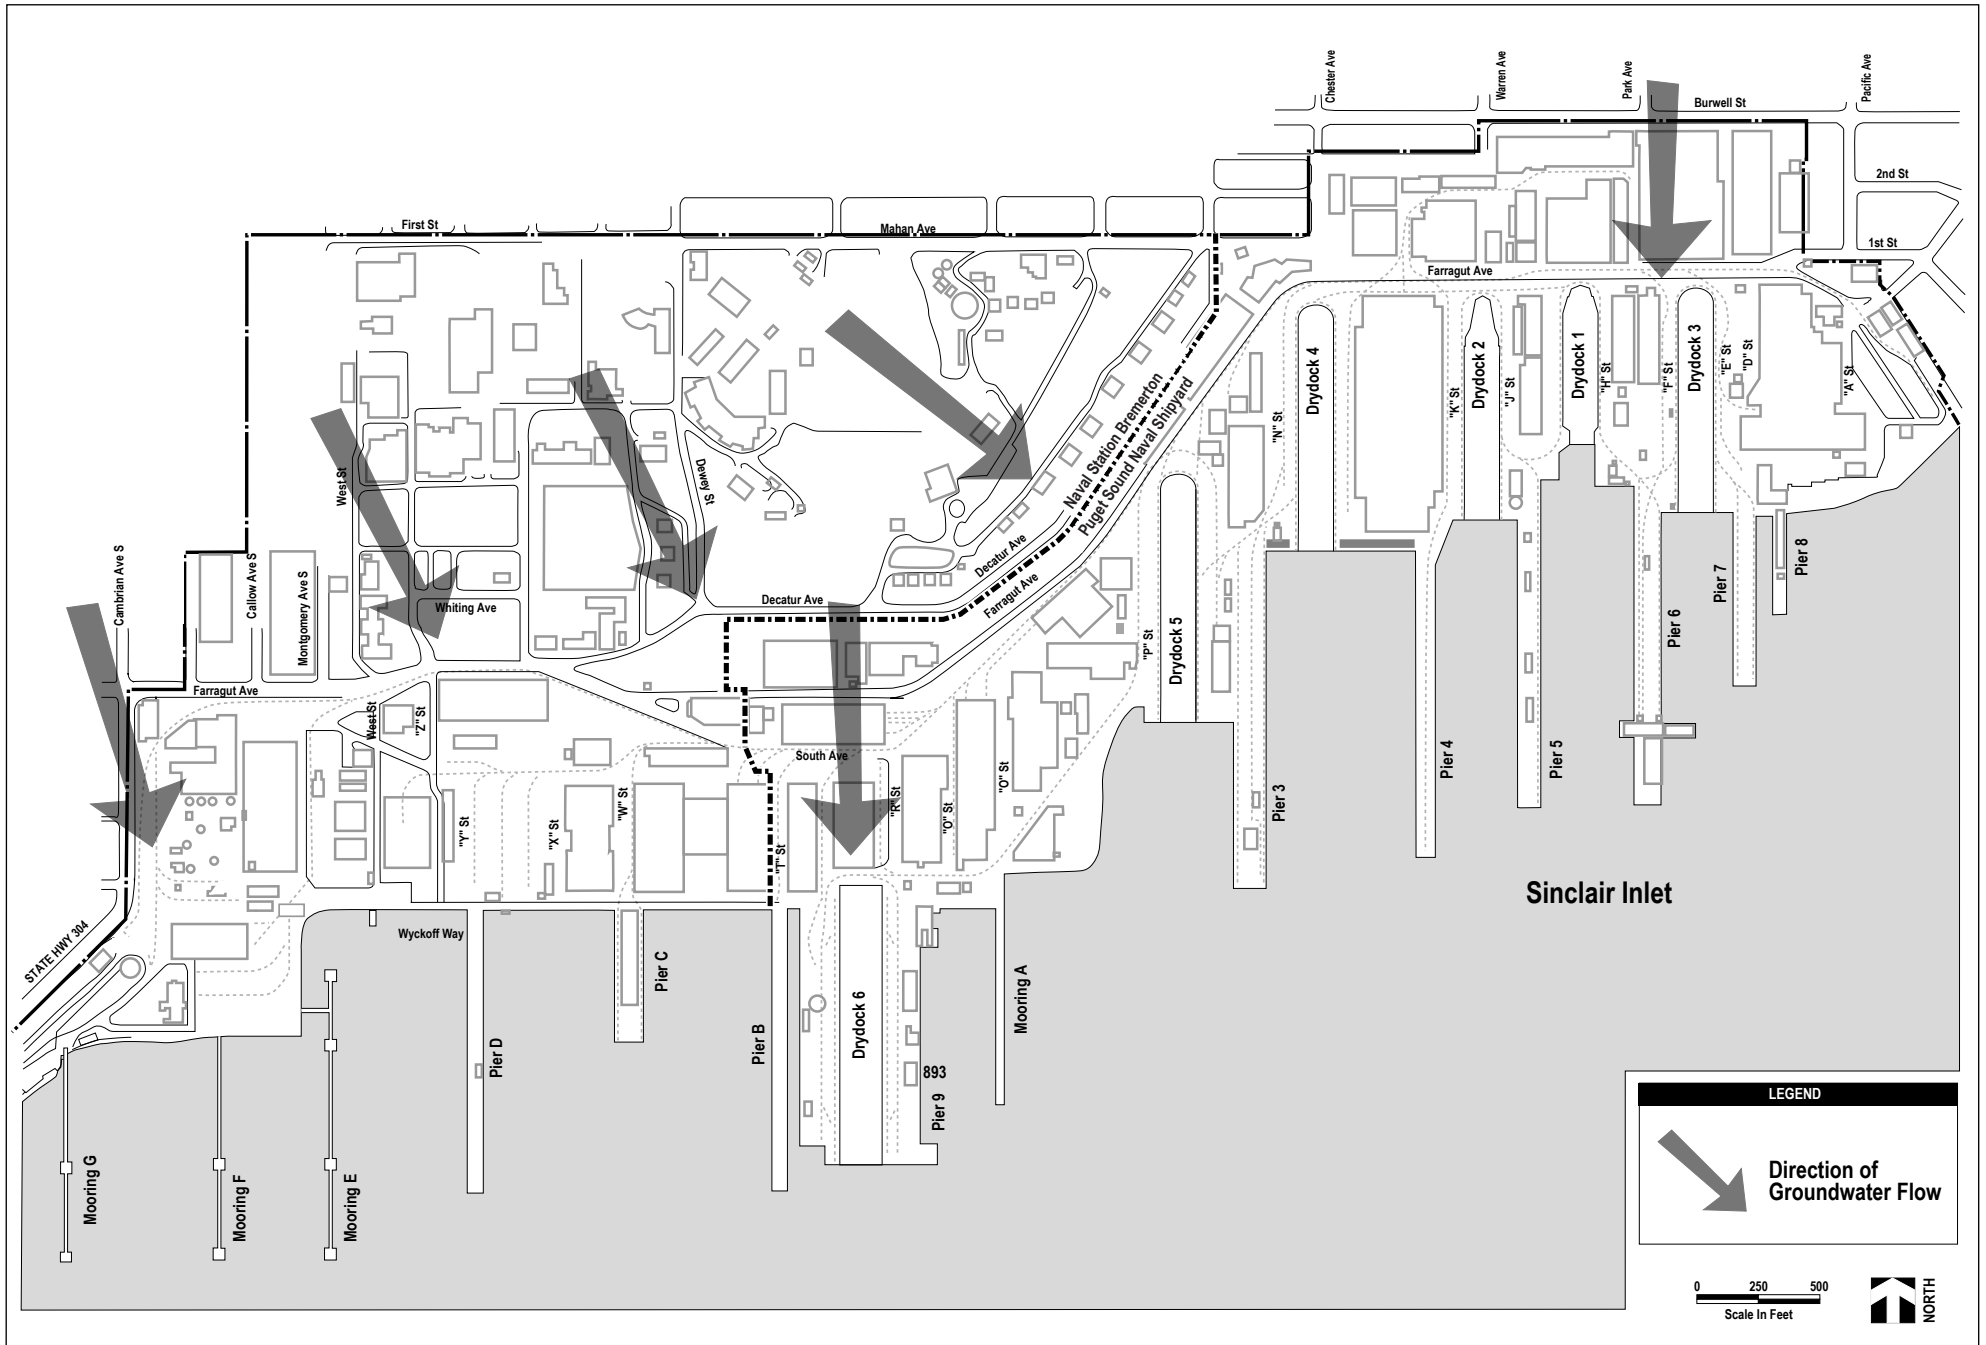 Chester Ave
Warren Ave
Park Ave
Pacific Ave
Burwell St
2nd St
1st St
First St
Mahan Ave
Farragut Ave
Drydock 4
Drydock 2
Drydock 1
Drydock 3
"N" St
"K" St
"J" St
"H" St
"F" St
"E" St
"D" St
"A" St
Naval Station Bremerton
Puget Sound Naval Shipyard
West St
Dewey St
Decatur Ave
Farragut Ave
Cambrian Ave S
Callow Ave S
Montgomery Ave S
Whiting Ave
Decatur Ave
"P" St
Drydock 5
Pier 8
Pier 7
Pier 6
Farragut Ave
West St
"Z" St
South Ave
"O" St
Pier 3
Pier 4
Pier 5
"Y" St
"X" St
"W" St
"T" St
"R" St
"O" St
Sinclair Inlet
STATE HWY 304
Wyckoff Way
Pier C
Pier D
Pier B
Drydock 6
Mooring A
893
Pier 9
Mooring G
Mooring F
Mooring E
LEGEND
Direction of
Groundwater Flow
0 250 500
Scale In Feet
NORTH